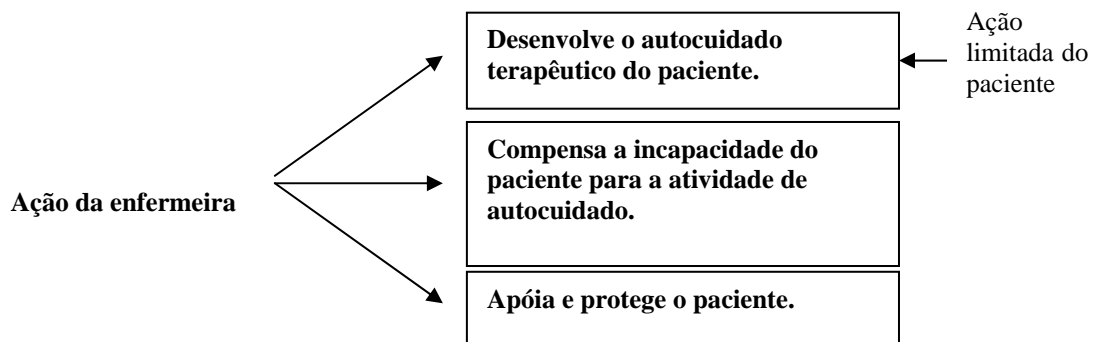 Ação da enfermeira
Desenvolve o autocuidado
terapêutico do paciente.
Ação
limitada do
paciente
Compensa a incapacidade do
paciente para a atividade de
autocuidado.
Apóia e protege o paciente.